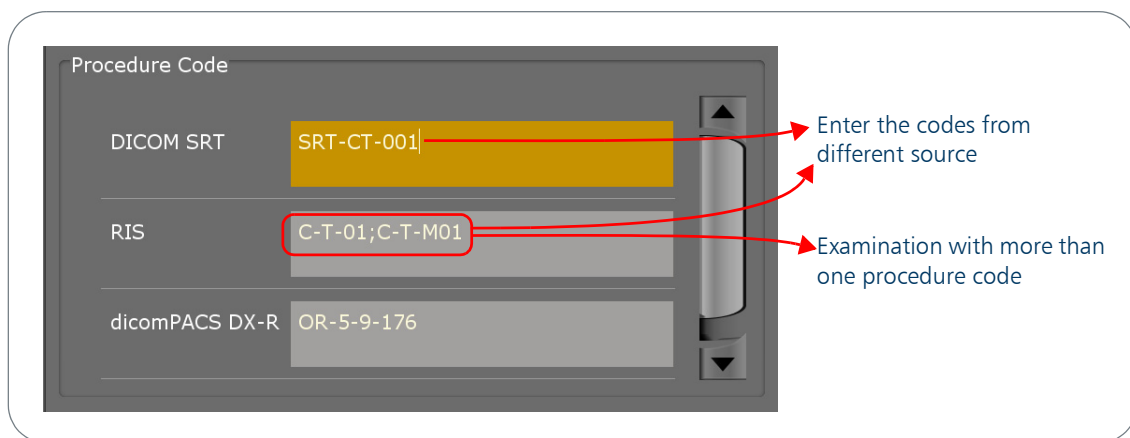 Procedure Code
DICOM SRT
SRT-CT-001
Enter the codes from
different source
RIS
C-T-01;C-T-M01
Examination with more than
one procedure code
dicomPACS DX-R
OR-5-9-176